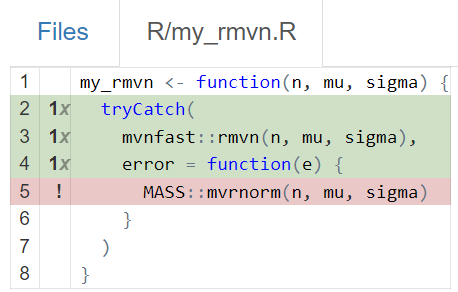 Files R/my_rmvn.R
1 my_rmvn <- function(n, mu, sigma) {
2 1x tryCatch(
3 1x mvnfast::rmvn(n, mu, sigma),
4 1x error = function(e) {
5 ! MASS::mvrnorm(n, mu, sigma)
6 }
7 )
8 }